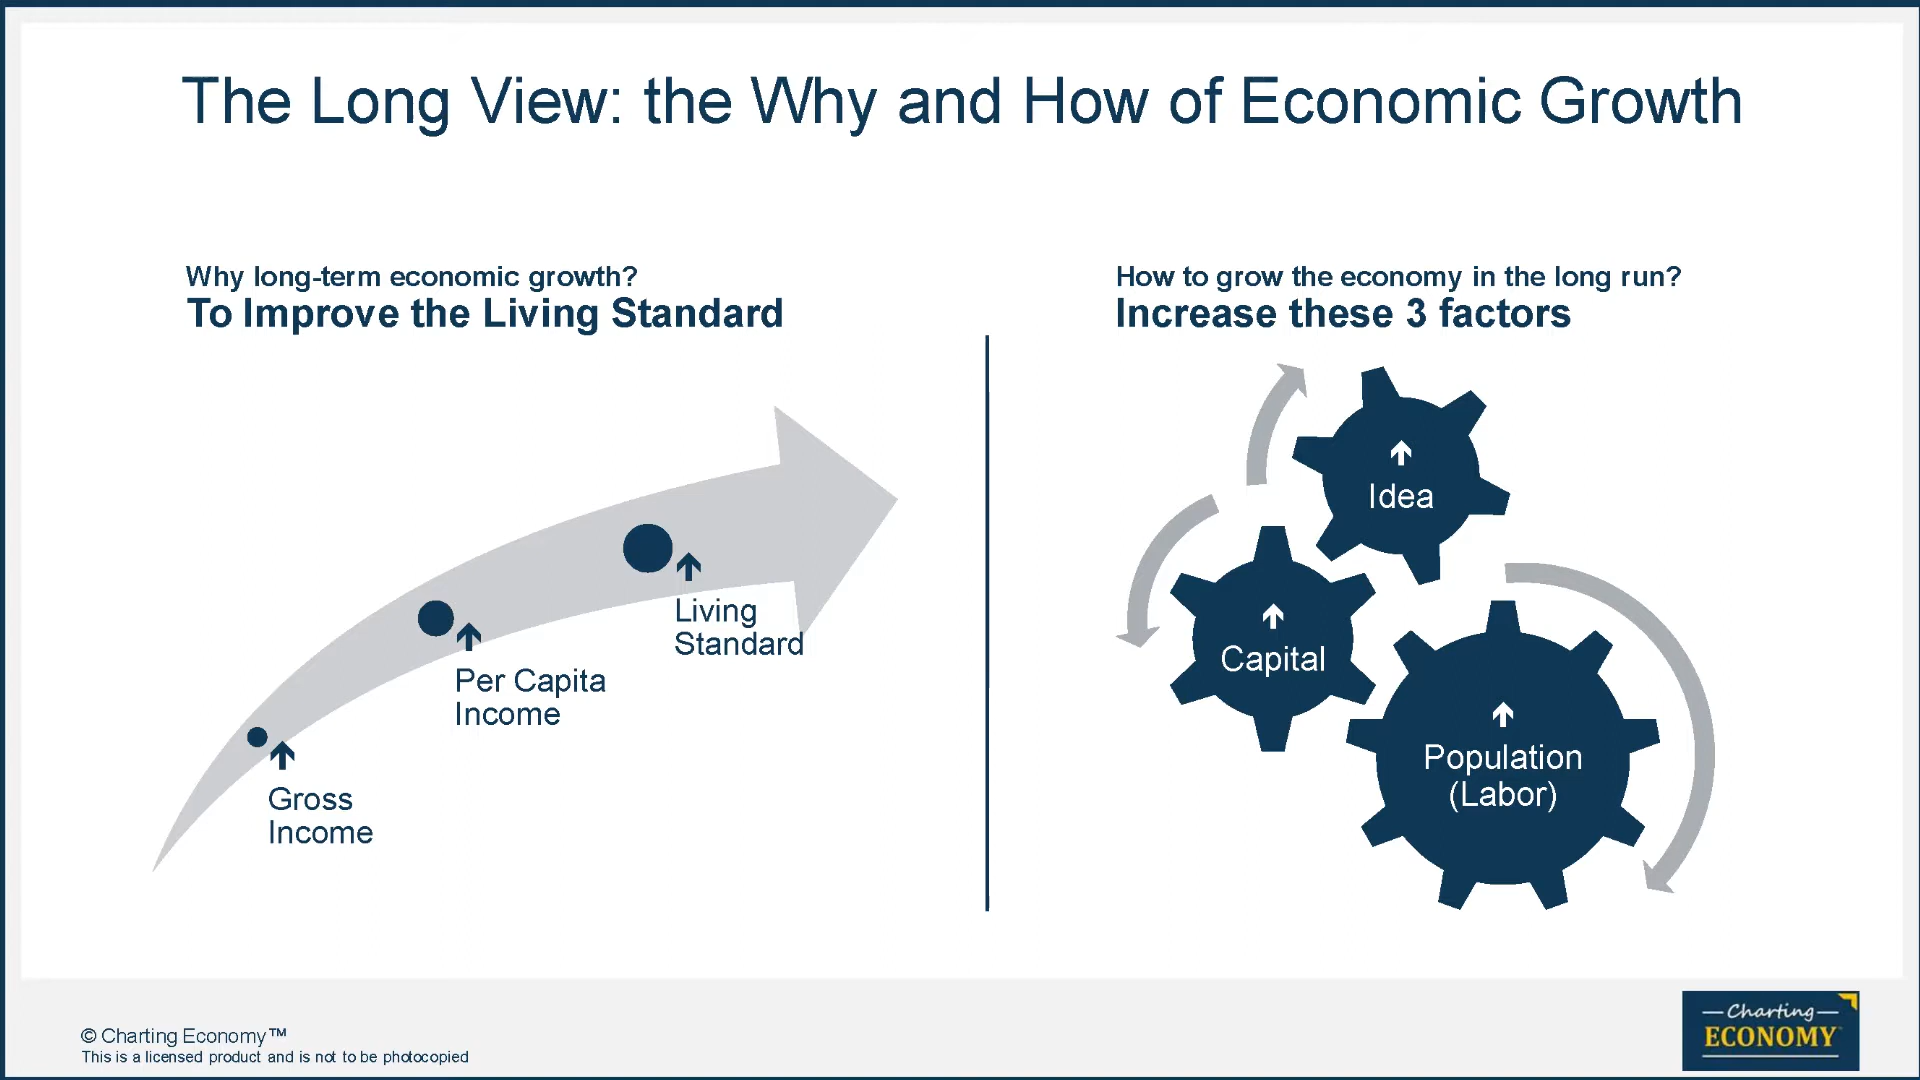 The Long View: the Why and How of Economic Growth
Why long-term economic growth?
To Improve the Living Standard
Living
Standard
Per Capita
Income
Gross
Income
How to grow the economy in the long run?
Increase these 3 factors
Idea
Capital
Population
(Labor)
© Charting Economy™
This is a licensed product and is not to be photocopied
Charting
ECONOMY